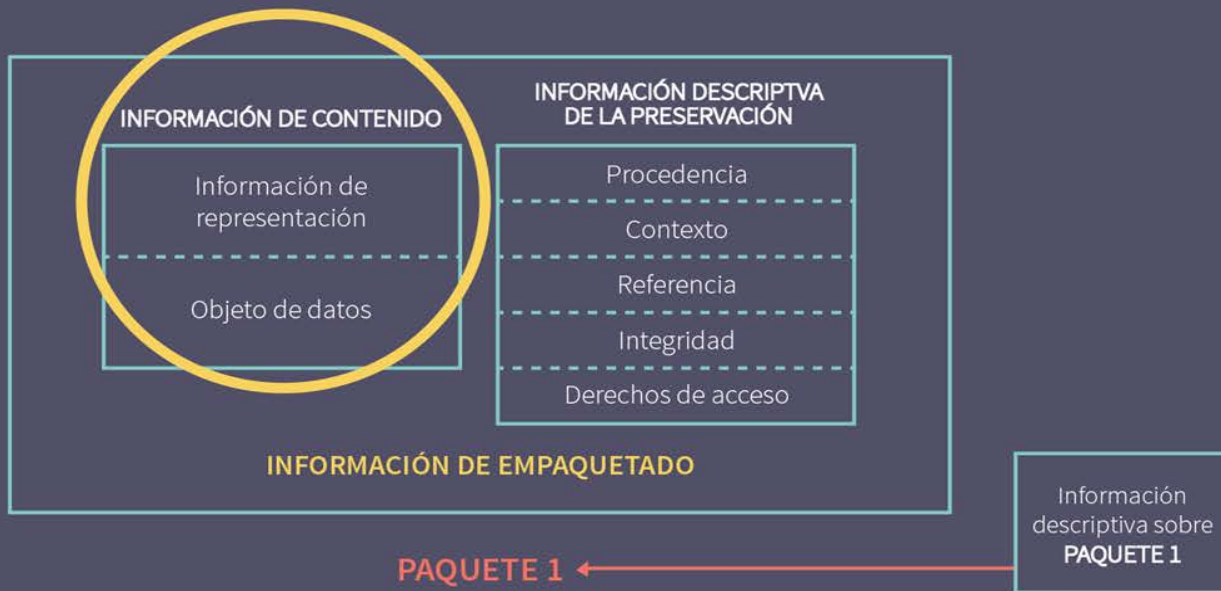 INFORMACIÓN DE CONTENIDO
Información de
representación
Objeto de datos
INFORMACIÓN DESCRIPTVA
DE LA PRESERVACIÓN
Procedencia
Contexto
Referencia
Integridad
Derechos de acceso
INFORMACIÓN DE EMPAQUETADO
PAQUETE 1
Información
descriptiva sobre
PAQUETE 1